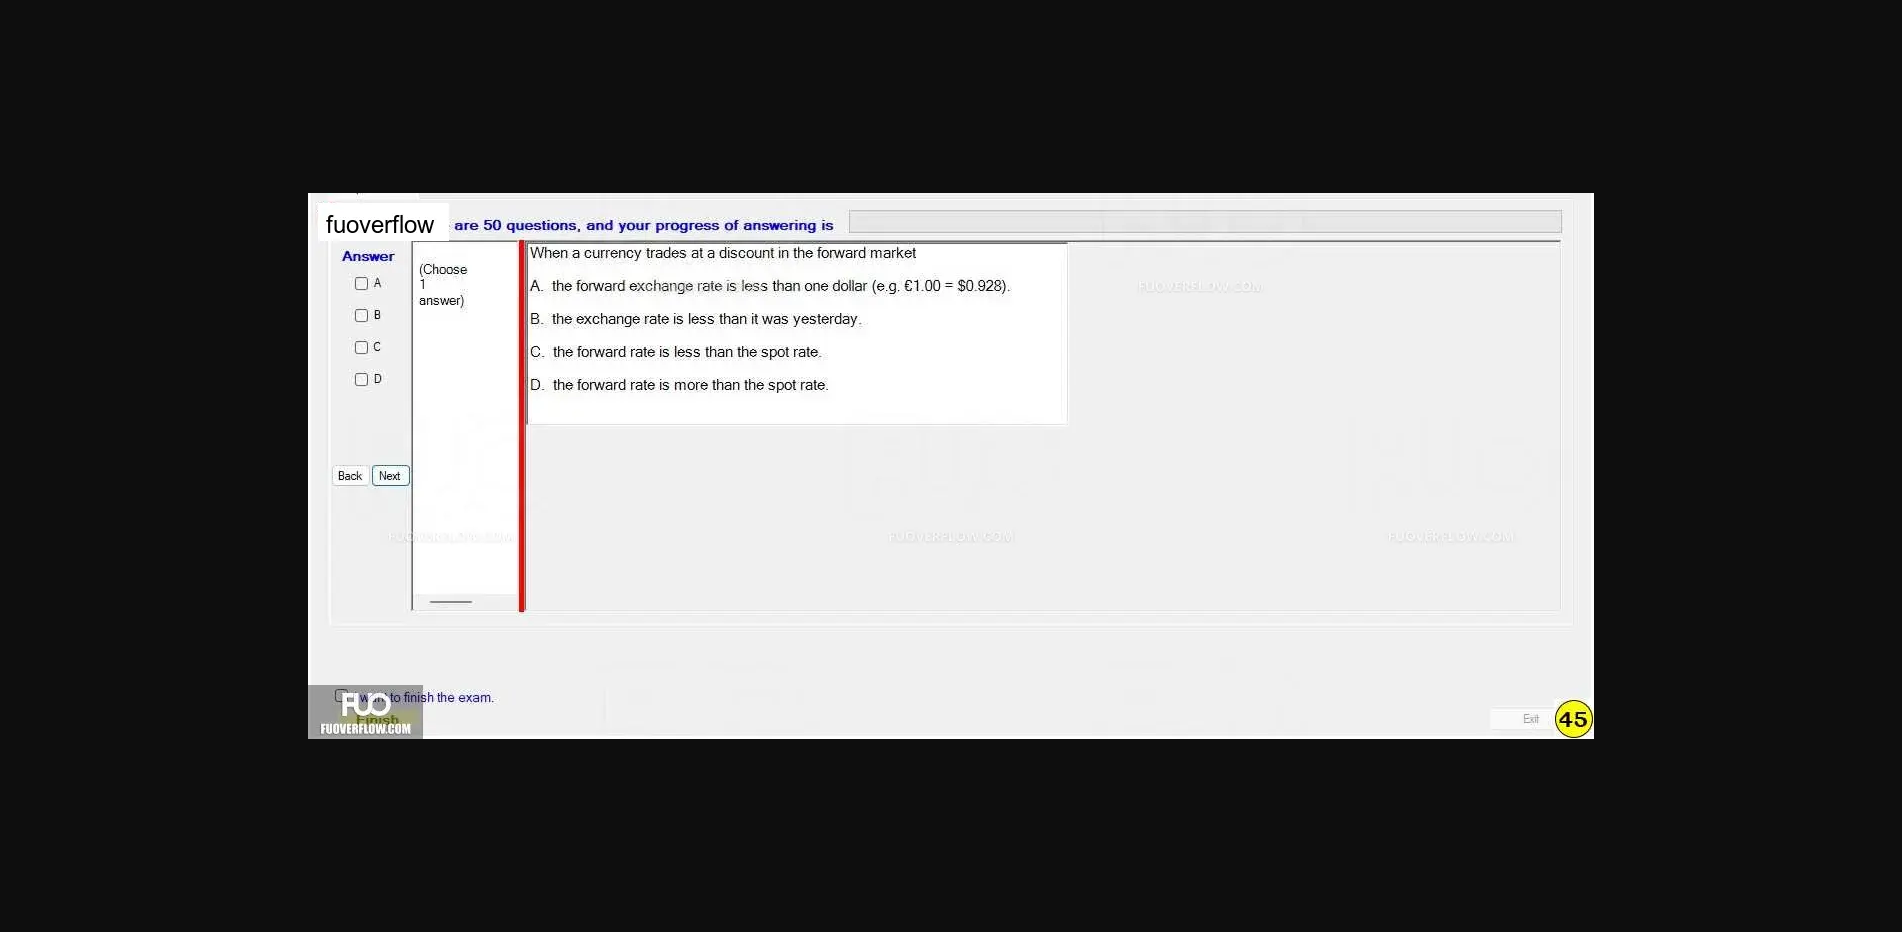 fuoverflow are 50 questions, and your progress of answering is
Answer
A
B
C
D
Back Next
(Choose
1
answer)
When a currency trades at a discount in the forward market
A. the forward exchange rate is less than one dollar (e.g. €1.00 = $0.928).
B. the exchange rate is less than it was yesterday.
C. the forward rate is less than the spot rate.
D. the forward rate is more than the spot rate.
FUOVERFLOW.COM
FUOVERFLOW.COM
FUOVERFLOW.COM
FUOVERFLOW.COM
I want to finish the exam.
FUO
Finish
FUOVERFLOW.COM
Exit
45